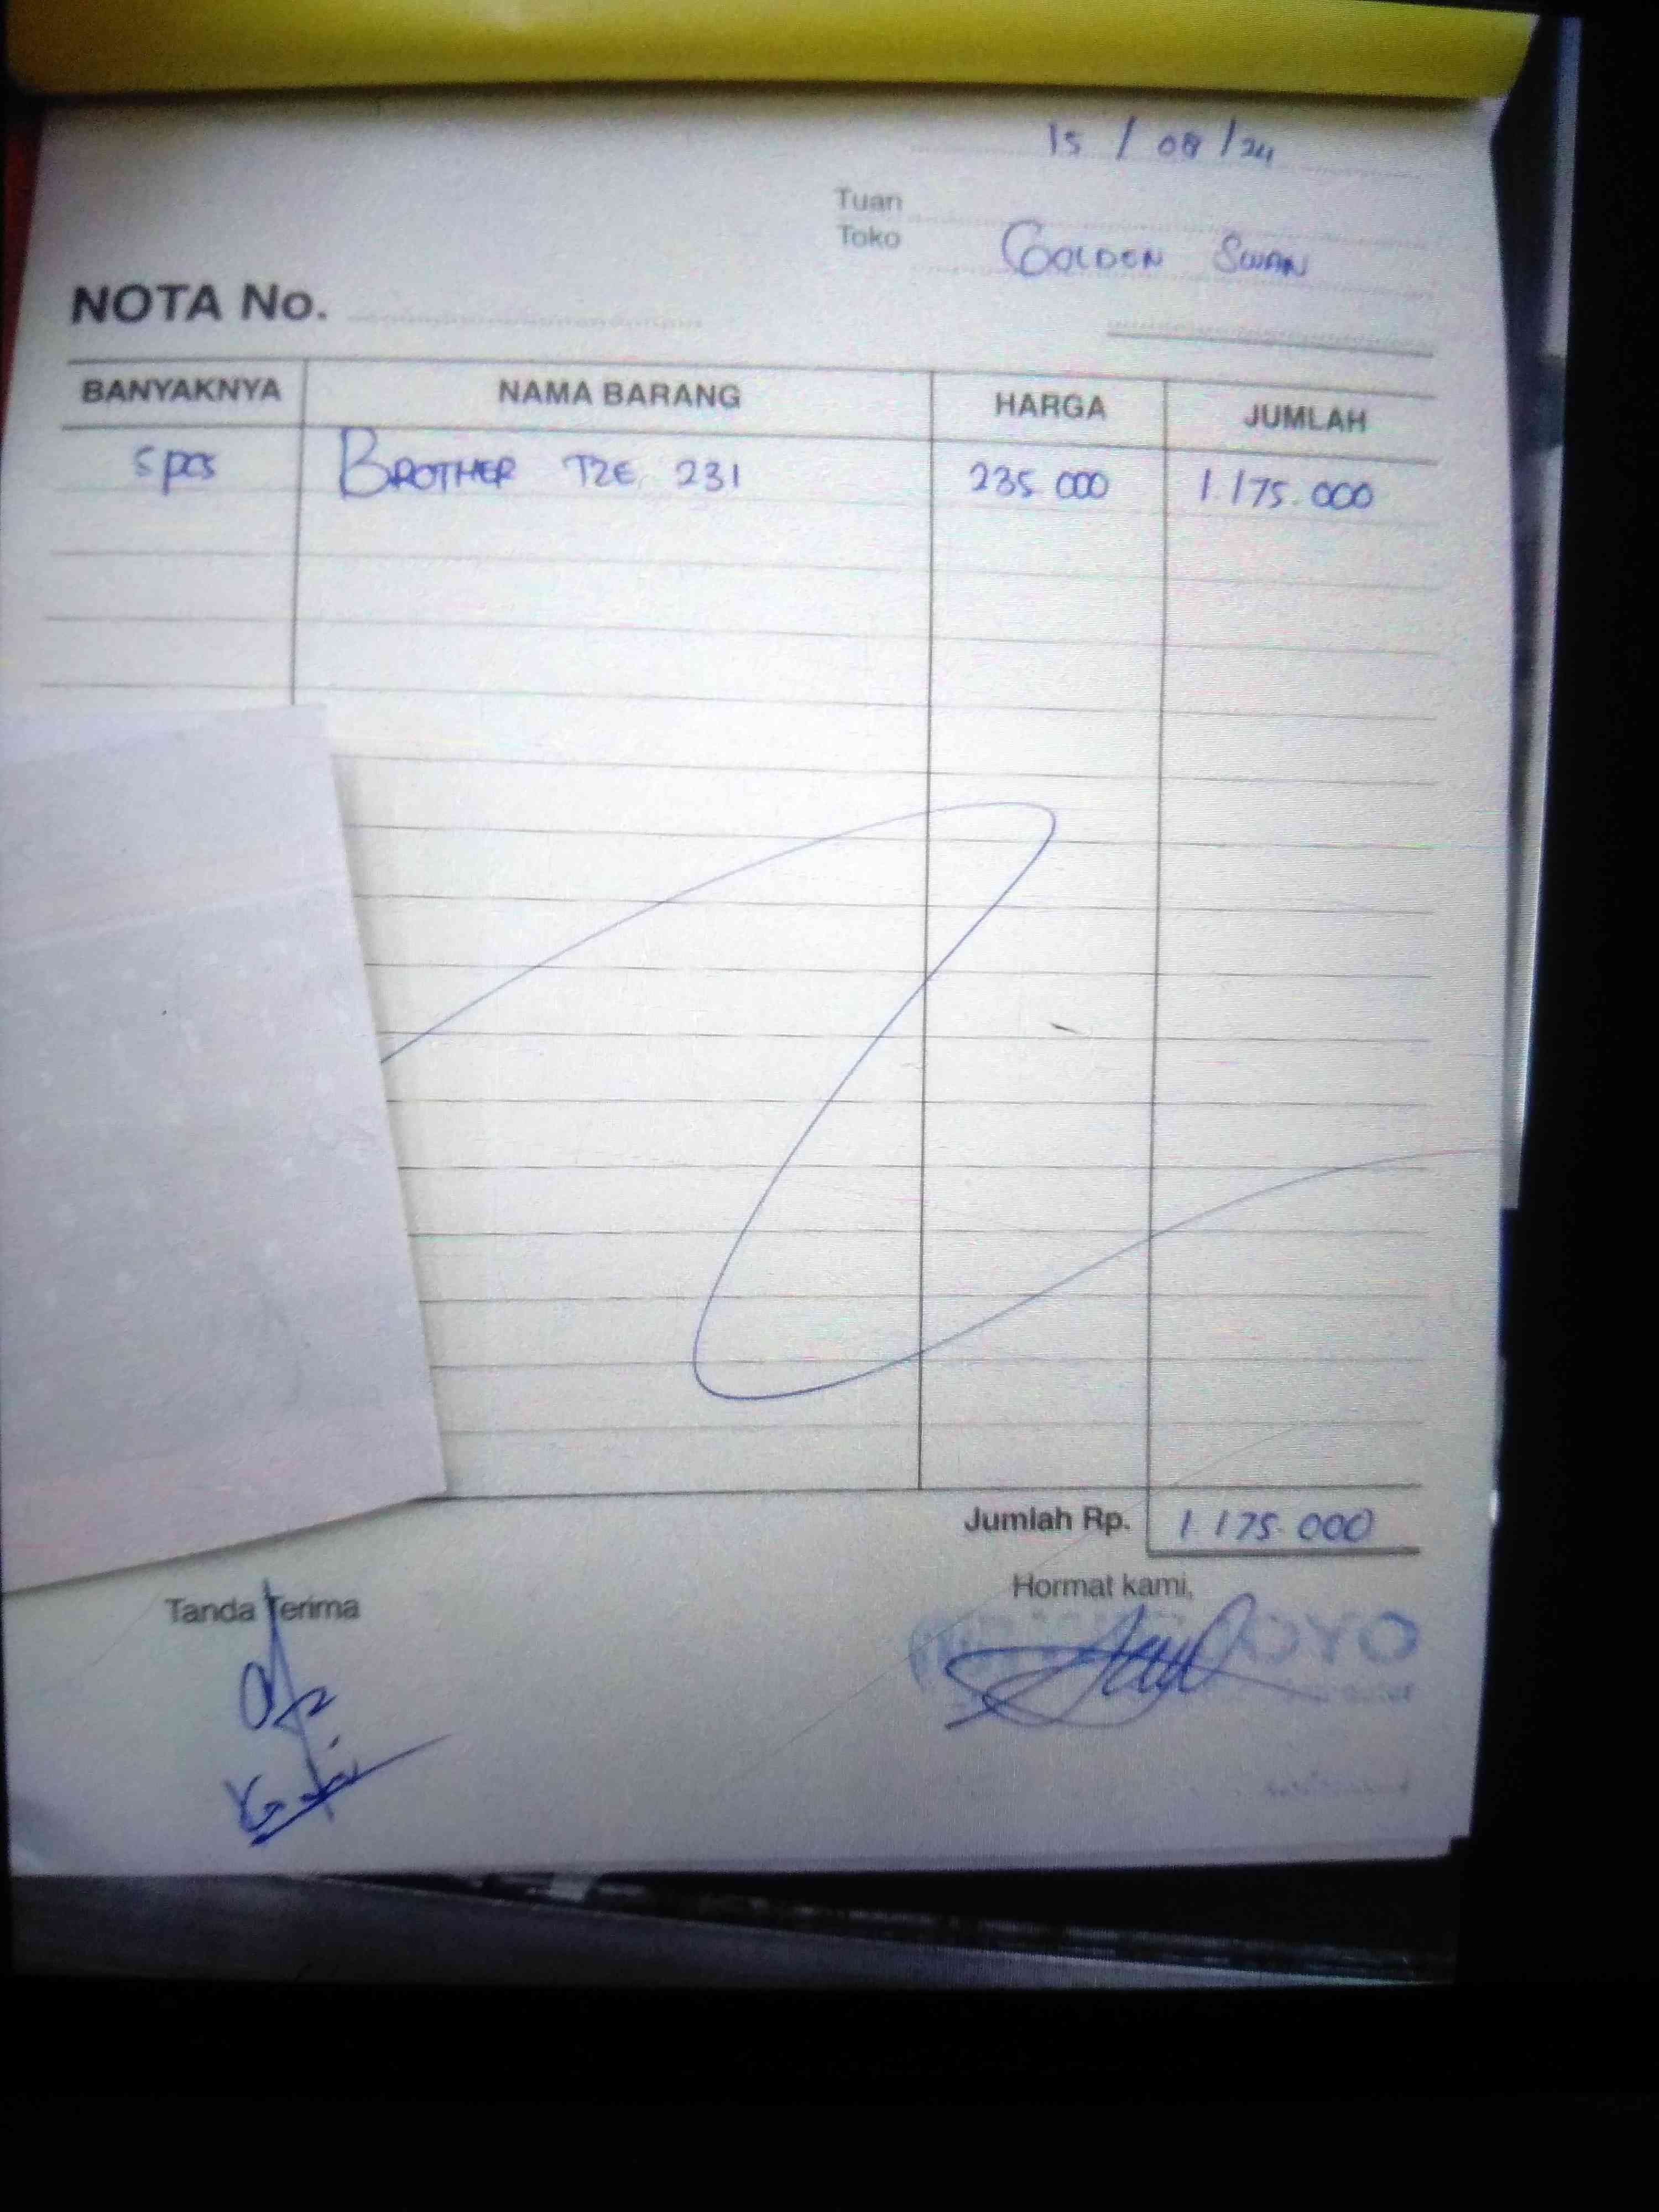 15 / 08 / 24
Tuan
Toko GOLDEN SWAN
NOTA No.
BANYAKNYA NAMA BARANG HARGA JUMLAH
5 pcs BROTHER TZE 231 235.000 1.175.000
Jumlah Rp. 1.175.000
Tanda Terima Hormat kami,